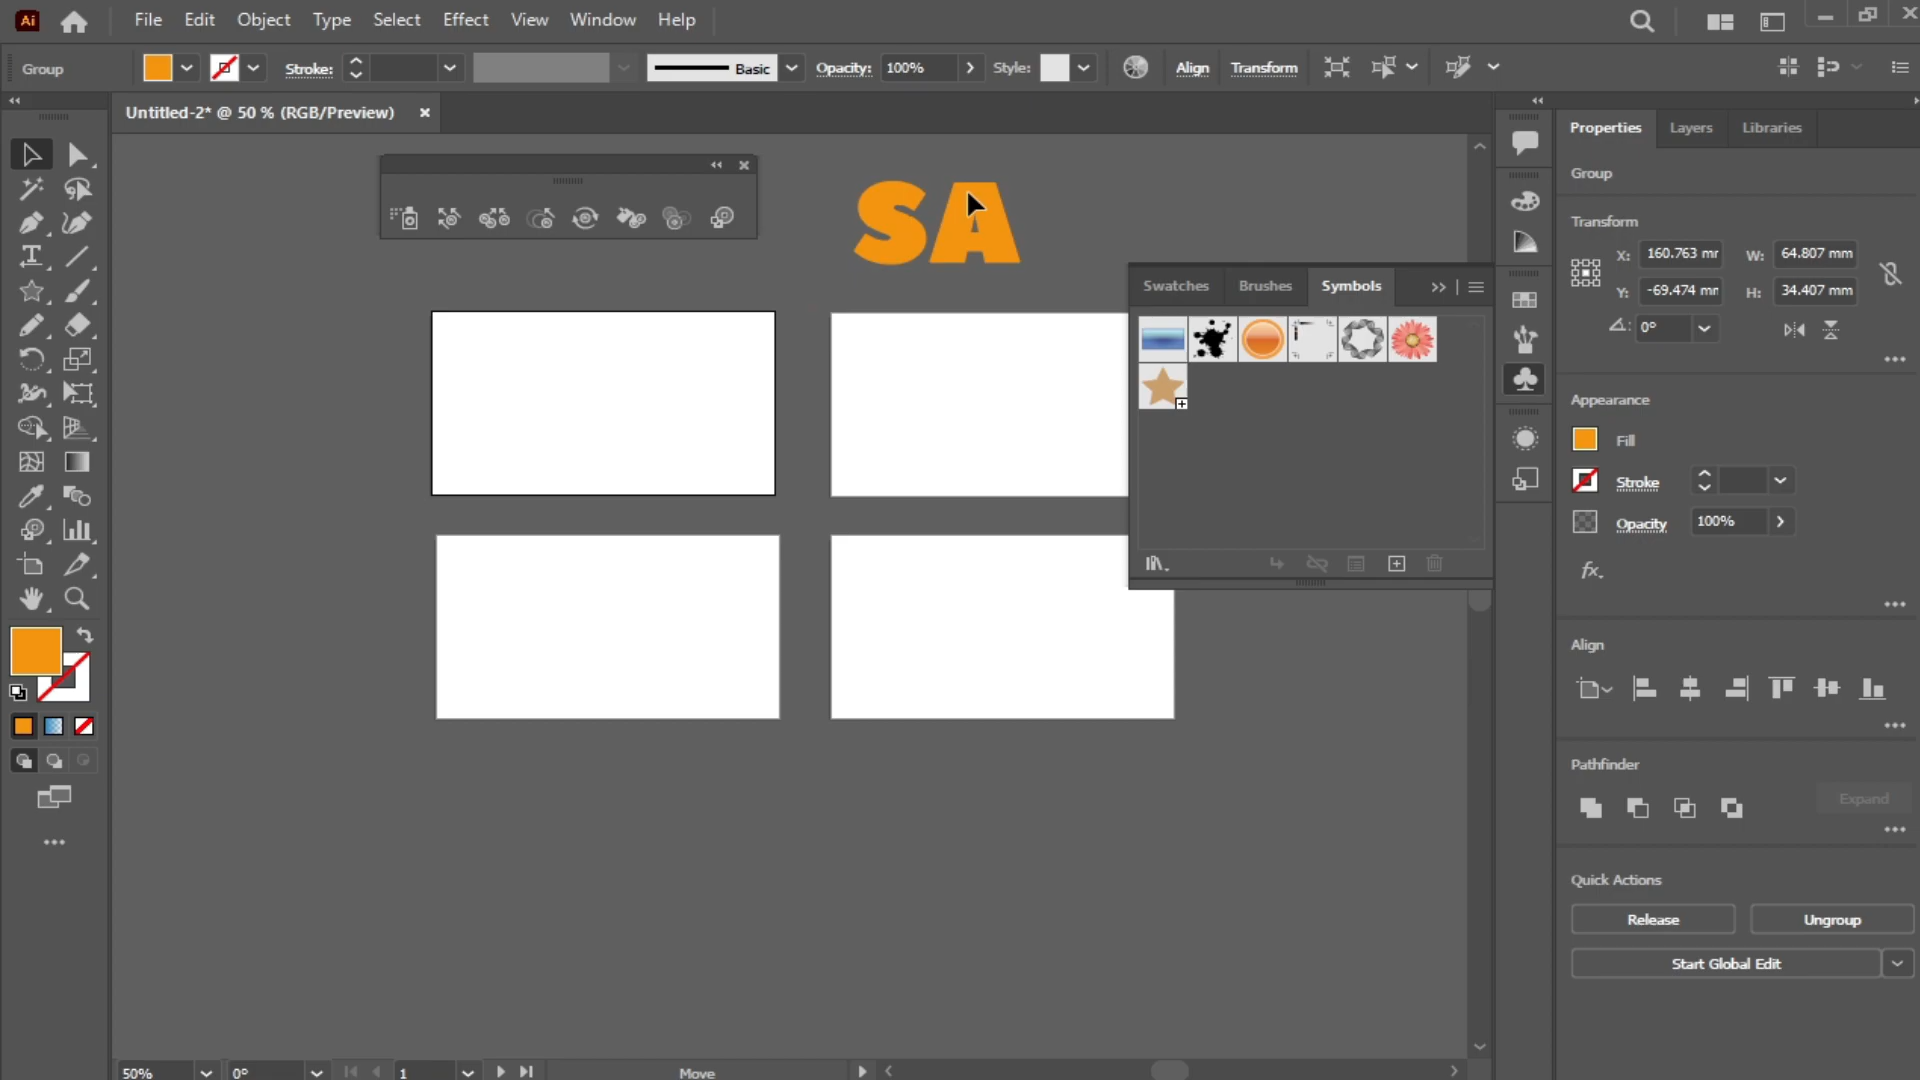 Ai File Edit Object Type Select Effect View Window Help
Group Stroke: Basic Opacity: 100% Style: Align Transform
Untitled-2* @ 50 % (RGB/Preview)
SA
Swatches Brushes Symbols
Properties Layers Libraries
Group
Transform
X: 160.763 mm W: 64.807 mm
Y: -69.474 mm H: 34.407 mm
0°
Appearance
Fill
Stroke
Opacity 100%
fx.
Align
Pathfinder
Expand
Quick Actions
Release Ungroup
Start Global Edit
50% 0° 1 Move